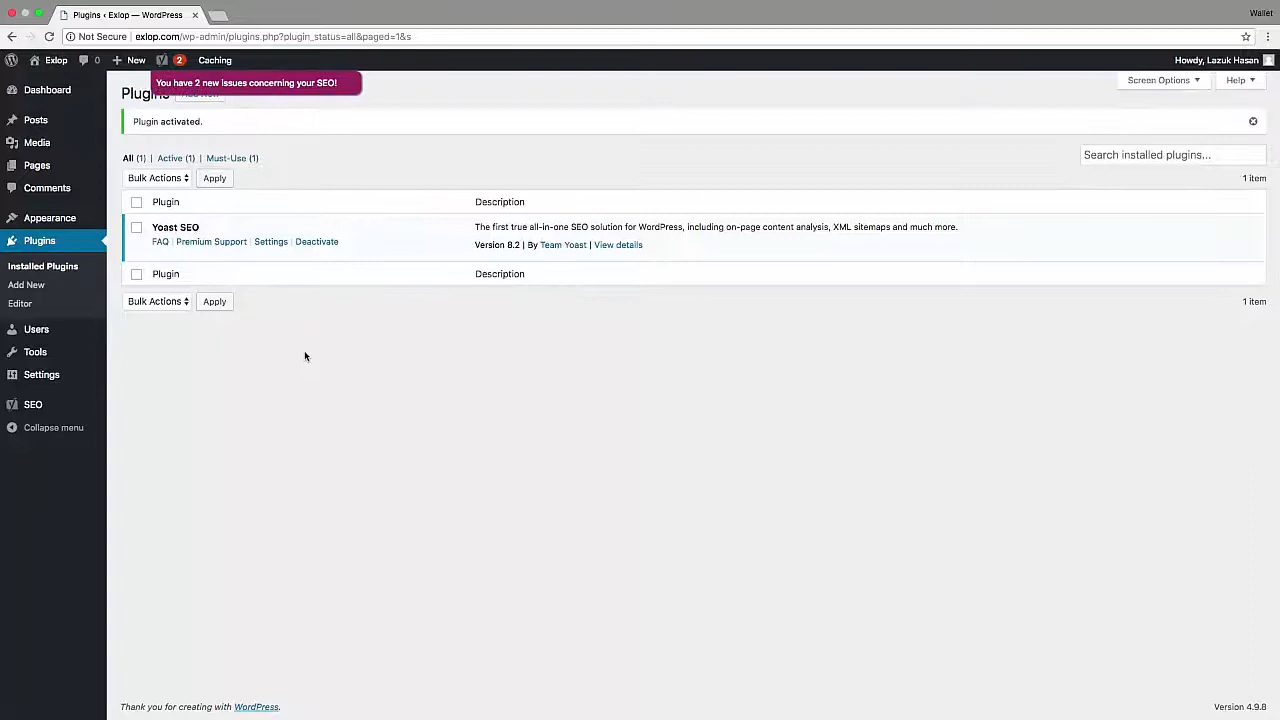 Plugins ‹ Exlop — WordPress
Wallet
Not Secure | exlop.com/wp-admin/plugins.php?plugin_status=all&paged=1&s
Exlop 0 New 2 Caching
Howdy, Lazuk Hasan
You have 2 new issues concerning your SEO!
Screen Options Help
Plugins Add New
Plugin activated.
All (1) | Active (1) | Must-Use (1)
Search installed plugins...
Bulk Actions Apply
1 item
Plugin Description
Yoast SEO
FAQ | Premium Support | Settings | Deactivate
The first true all-in-one SEO solution for WordPress, including on-page content analysis, XML sitemaps and much more.
Version 8.2 | By Team Yoast | View details
Plugin Description
Bulk Actions Apply
1 item
Dashboard
Posts
Media
Pages
Comments
Appearance
Plugins
Installed Plugins
Add New
Editor
Users
Tools
Settings
SEO
Collapse menu
Thank you for creating with WordPress.
Version 4.9.8